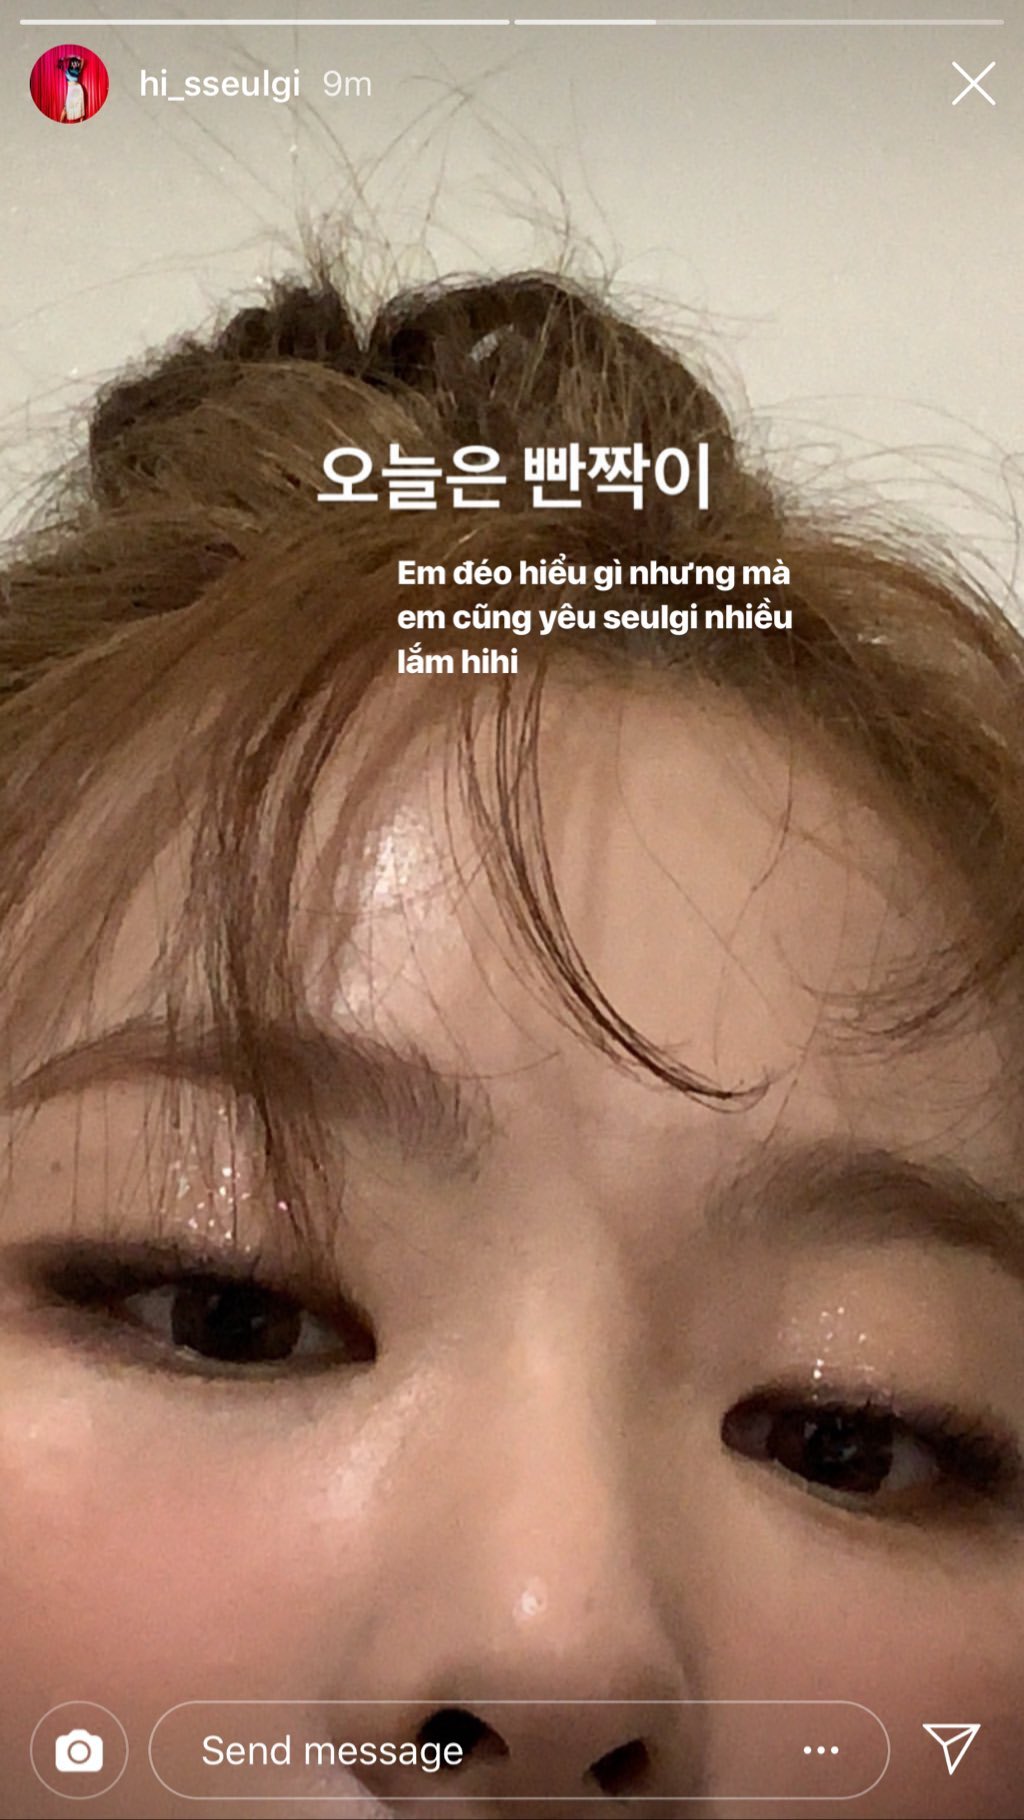 hi_sseulgi 9m
오늘은 빤짝이
Em đéo hiểu gì nhưng mà
em cũng yêu seulgi nhiều
lắm hihi
Send message